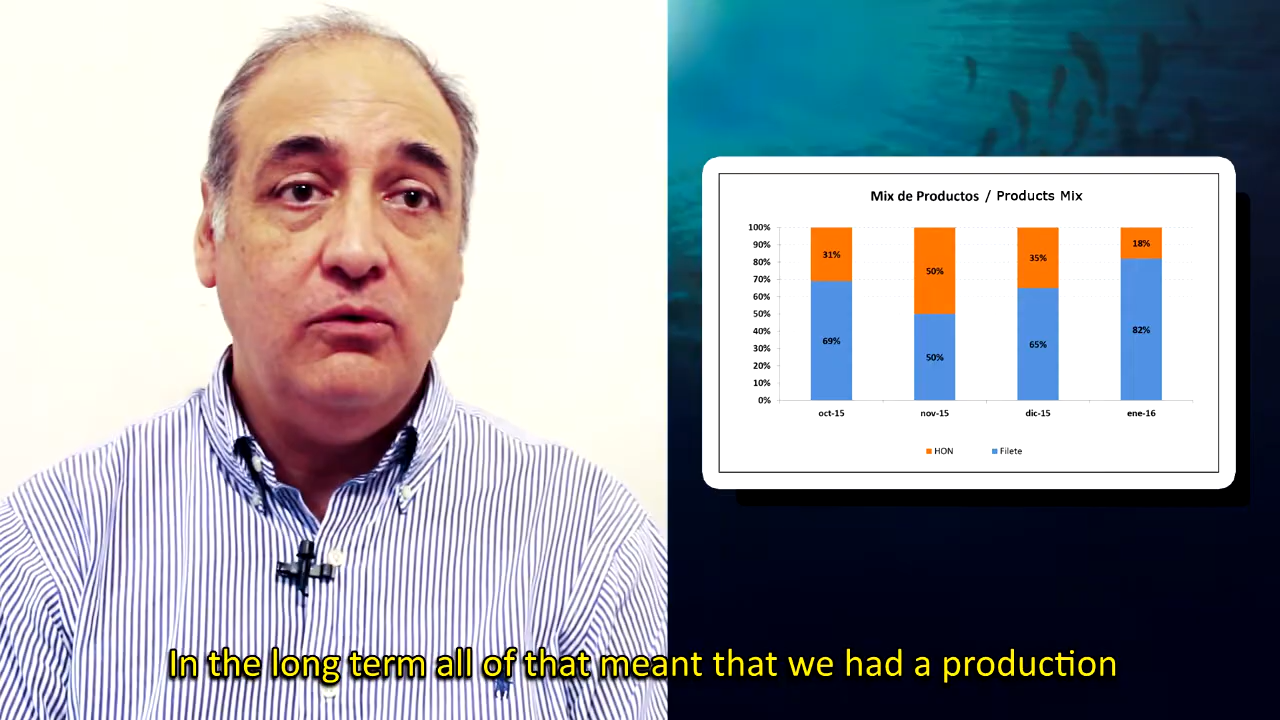 Mix de Productos / Products Mix
100%
90%
80%
70%
60%
50%
40%
30%
20%
10%
0%
31%
50%
35%
18%
69%
50%
65%
82%
oct-15
nov-15
dic-15
ene-16
HON
Filete
In the long term all of that meant that we had a production